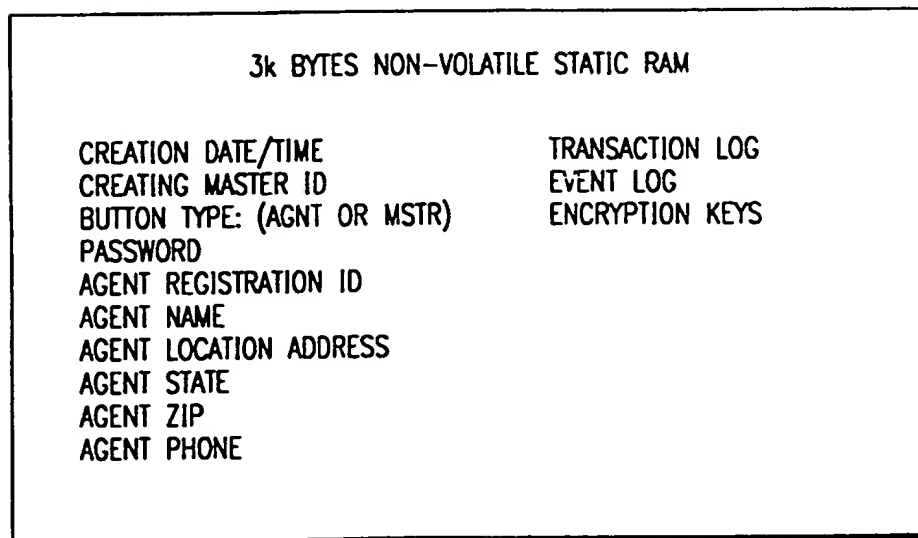 3k BYTES NON-VOLATILE STATIC RAM
CREATION DATE/TIME
CREATING MASTER ID
BUTTON TYPE: (AGNT OR MSTR)
PASSWORD
AGENT REGISTRATION ID
AGENT NAME
AGENT LOCATION ADDRESS
AGENT STATE
AGENT ZIP
AGENT PHONE
TRANSACTION LOG
EVENT LOG
ENCRYPTION KEYS